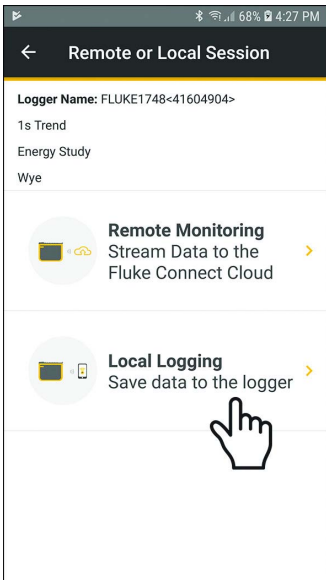 68% 4:27 PM
Remote or Local Session
Logger Name: FLUKE1748<41604904>
1s Trend
Energy Study
Wye
Remote Monitoring
Stream Data to the
Fluke Connect Cloud
Local Logging
Save data to the logger